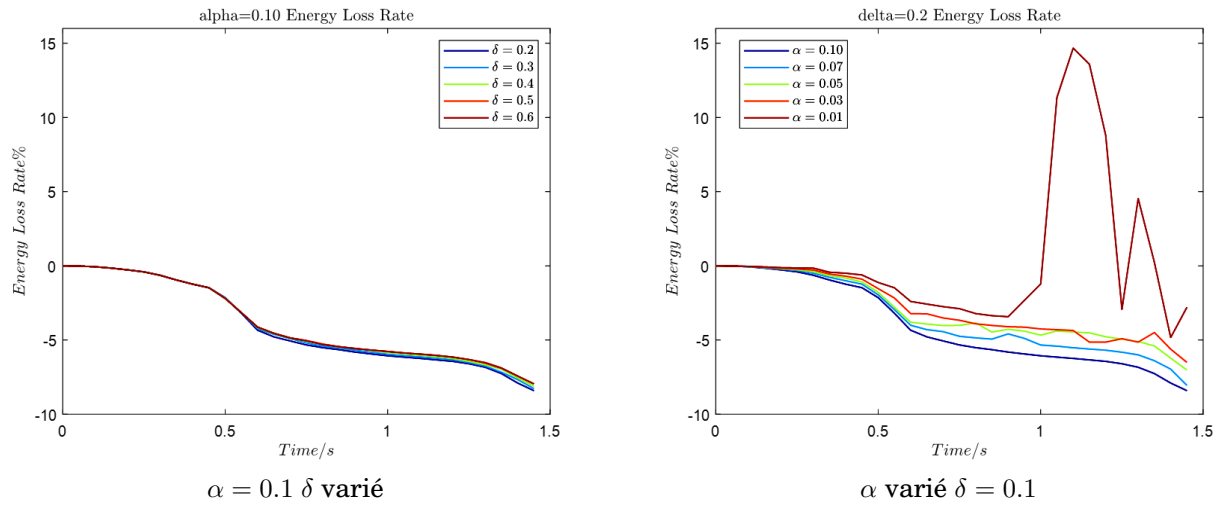 alpha=0.10 Energy Loss Rate
15
10
5
0
-5
-10
Energy Loss Rate%
δ = 0.2
δ = 0.3
δ = 0.4
δ = 0.5
δ = 0.6
0
0.5
1
1.5
Time/s
α = 0.1 δ varié
delta=0.2 Energy Loss Rate
15
10
5
0
-5
-10
Energy Loss Rate%
α = 0.10
α = 0.07
α = 0.05
α = 0.03
α = 0.01
0
0.5
1
1.5
Time/s
α varié δ = 0.1